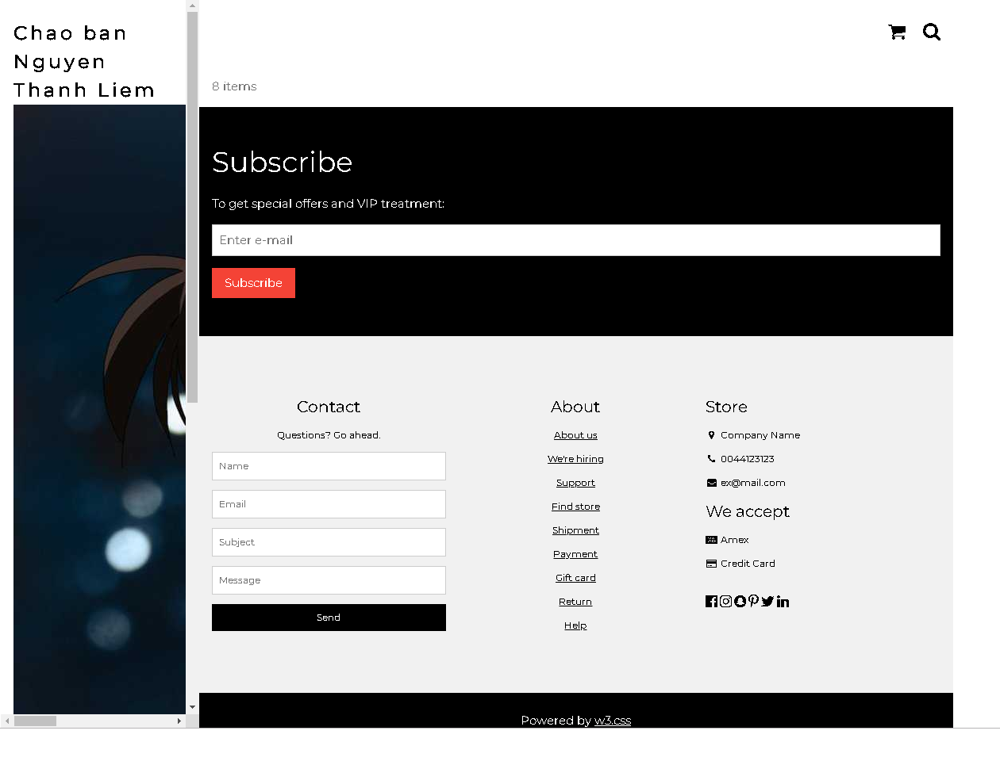 Chao ban
Nguyen
Thanh Liem
8 items
Subscribe
To get special offers and VIP treatment:
Enter e-mail
Subscribe
Contact
Questions? Go ahead.
Name
Email
Subject
Message
Send
About
About us
We're hiring
Support
Find store
Shipment
Payment
Gift card
Return
Help
Store
Company Name
0044123123
ex@mail.com
We accept
Amex
Credit Card
Powered by w3.css